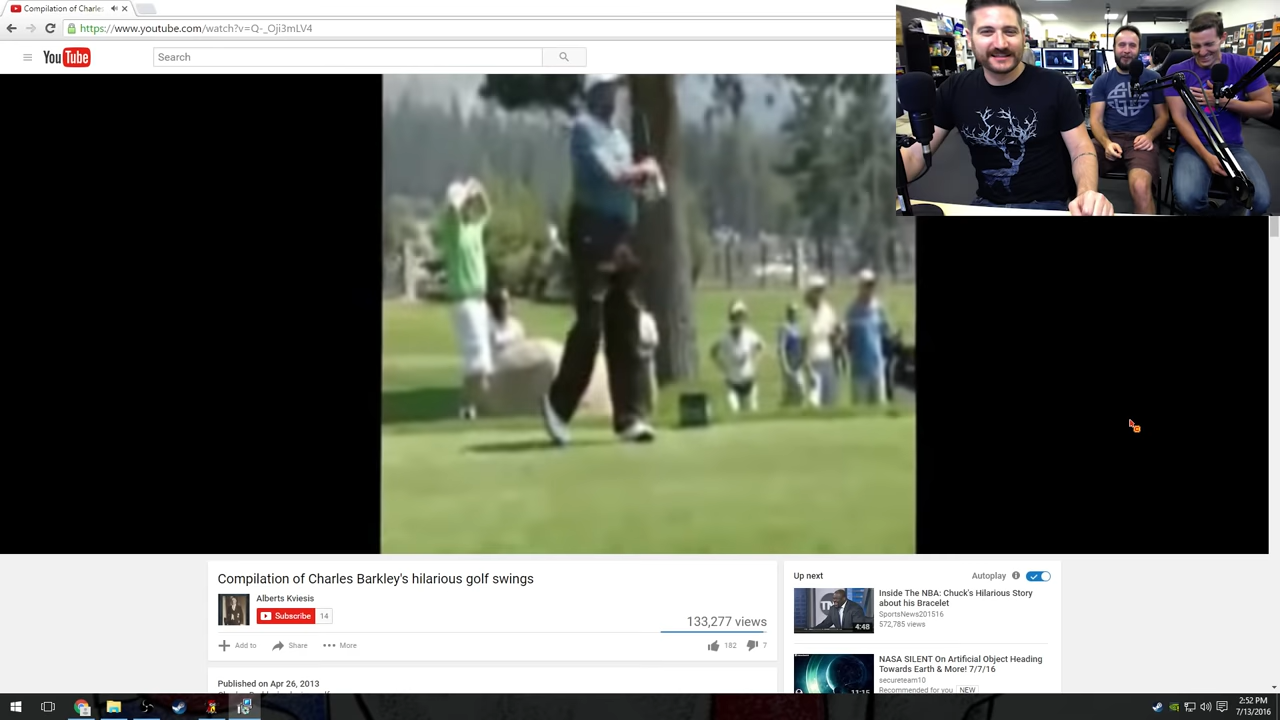 Compilation of Charles
https://www.youtube.com/watch?v=Q-_Oji3mLV4
YouTube
Search
Compilation of Charles Barkley's hilarious golf swings
Alberts Kviesis
Subscribe 14
133,277 views
Add to Share More
182 7
Published on Apr 26, 2013
Up next Autoplay
Inside The NBA: Chuck's Hilarious Story
about his Bracelet
SportsNews201516
572,785 views
4:48
NASA SILENT On Artificial Object Heading
Towards Earth & More! 7/7/16
secureteam10
Recommended for you NEW
11:15
2:52 PM
7/13/2016